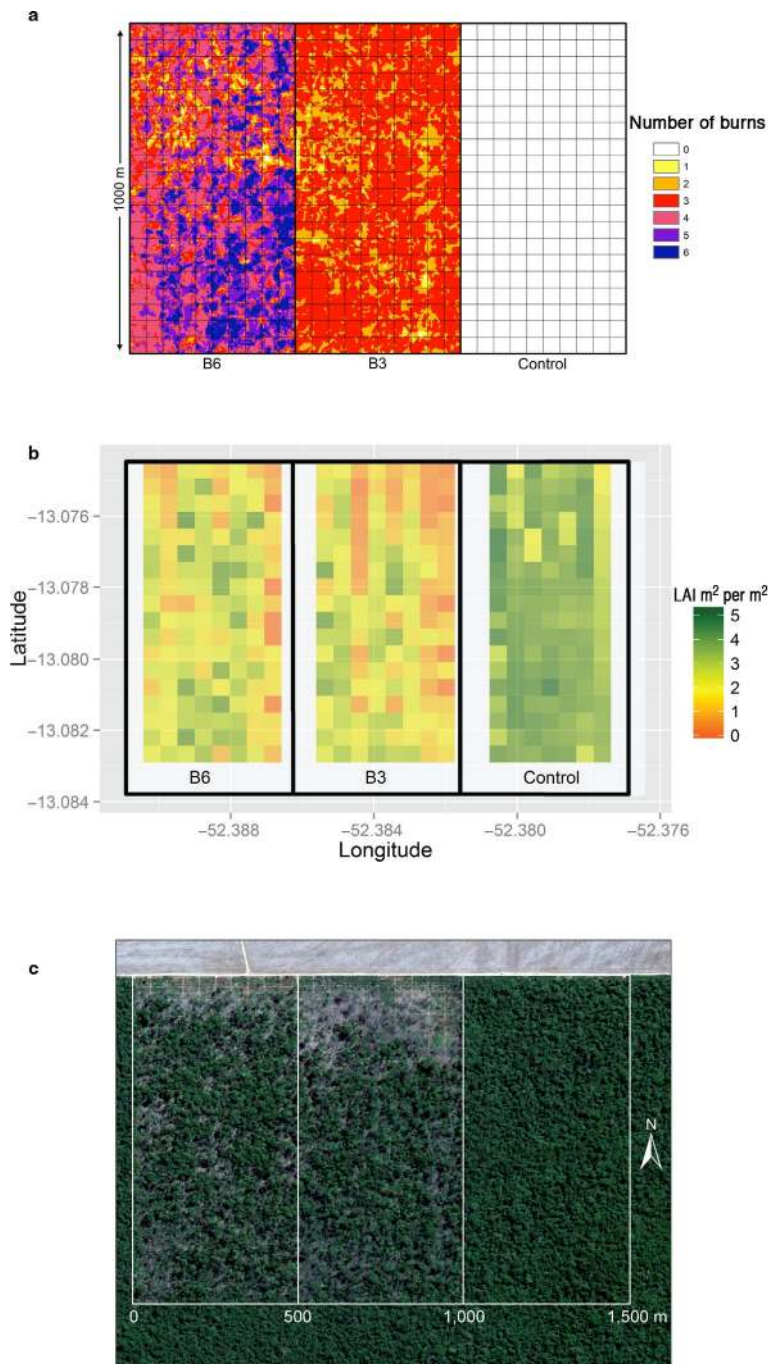 a
1000 m
B6
B3
Control
Number of burns
0
1
2
3
4
5
6
b
Latitude
−13.076
−13.078
−13.080
−13.082
−13.084
B6
B3
Control
−52.388
−52.384
−52.380
−52.376
Longitude
LAI m² per m²
5
4
3
2
1
0
c
N
0
500
1,000
1,500 m